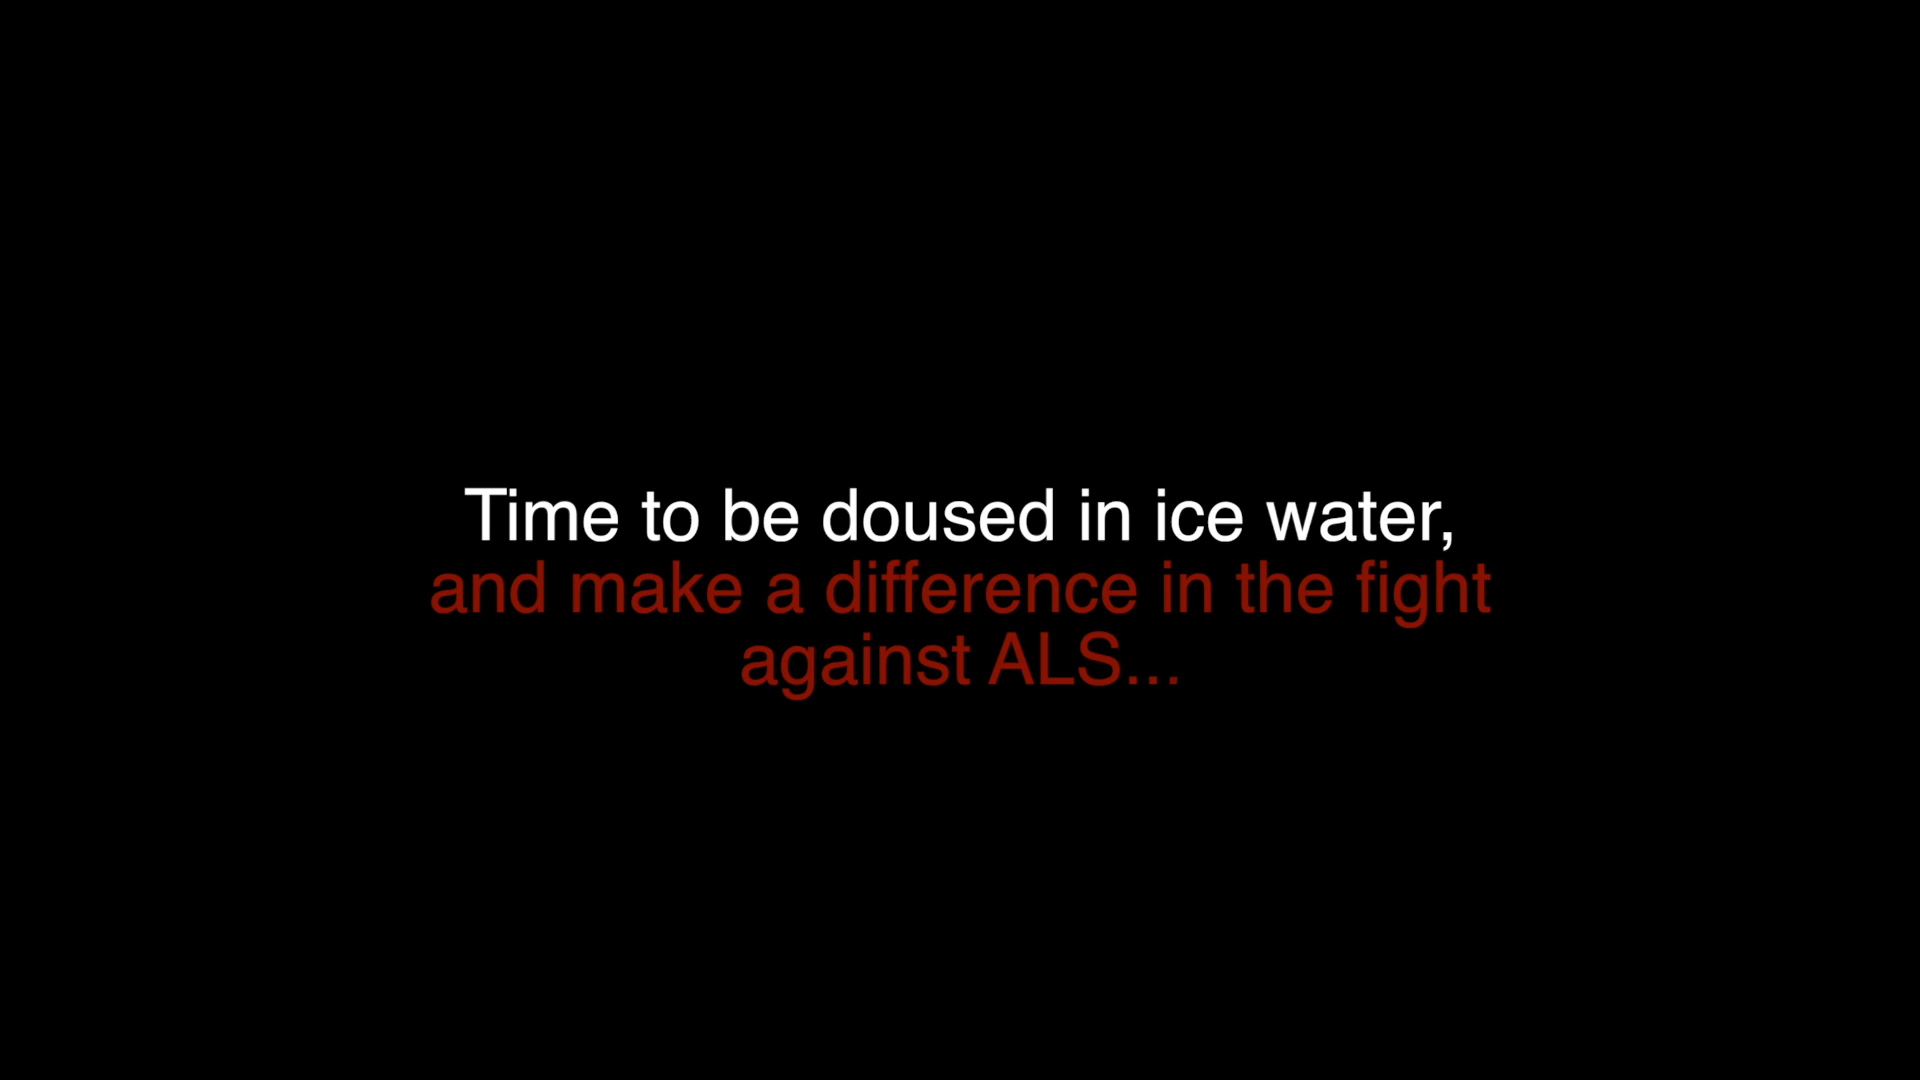 Time to be doused in ice water,
and make a difference in the fight
against ALS...